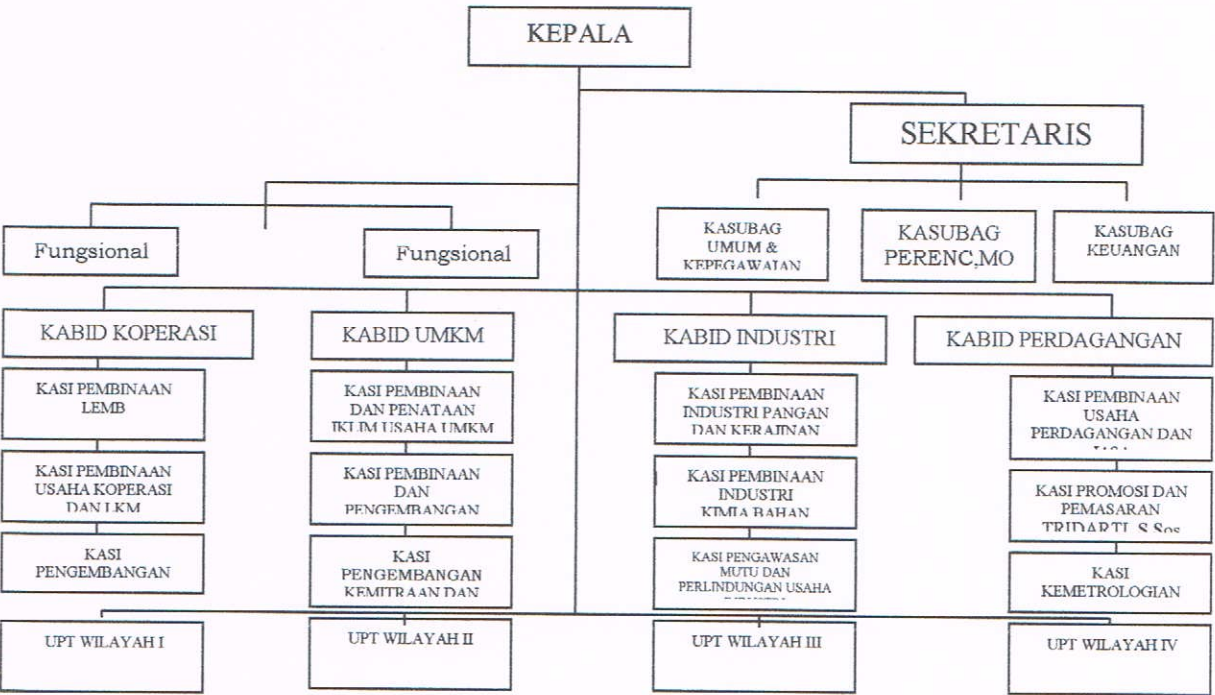 KEPALA
SEKRETARIS
Fungsional
Fungsional
KASUBAG
UMUM &
KEPEGAWAIAN
KASUBAG
PERENC,MO
KASUBAG
KEUANGAN
KABID KOPERASI
KABID UMKM
KABID INDUSTRI
KABID PERDAGANGAN
KASI PEMBINAAN
LEMB
KASI PEMBINAAN
DAN PENATAAN
IKLIM USAHA UMKM
KASI PEMBINAAN
INDUSTRI PANGAN
DAN KERAJINAN
KASI PEMBINAAN
USAHA
PERDAGANGAN DAN
KASI PEMBINAAN
USAHA KOPERASI
DAN LKM
KASI PEMBINAAN
DAN
PENGEMBANGAN
KASI PEMBINAAN
INDUSTRI
KIMIA BAHAN
KASI PROMOSI DAN
PEMASARAN
TRIDARTI, S.Sos
KASI
PENGEMBANGAN
KASI
PENGEMBANGAN
KEMITRAAN DAN
KASI PENGAWASAN
MUTU DAN
PERLINDUNGAN USAHA
KASI
KEMETROLOGIAN
UPT WILAYAH I
UPT WILAYAH II
UPT WILAYAH III
UPT WILAYAH IV